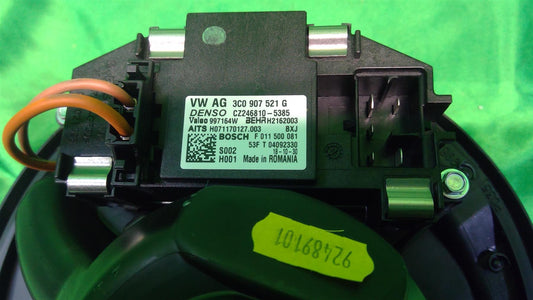 VW AG 3C0 907 521 G
DENSO CZ246810-5385
Valeo 997164W BEHR H2162003
AITS H071170127.003 BXJ
BOSCH F 011 500 081
53F T 04092330
S002 18-10-30
H001 Made in ROMANIA
92489101